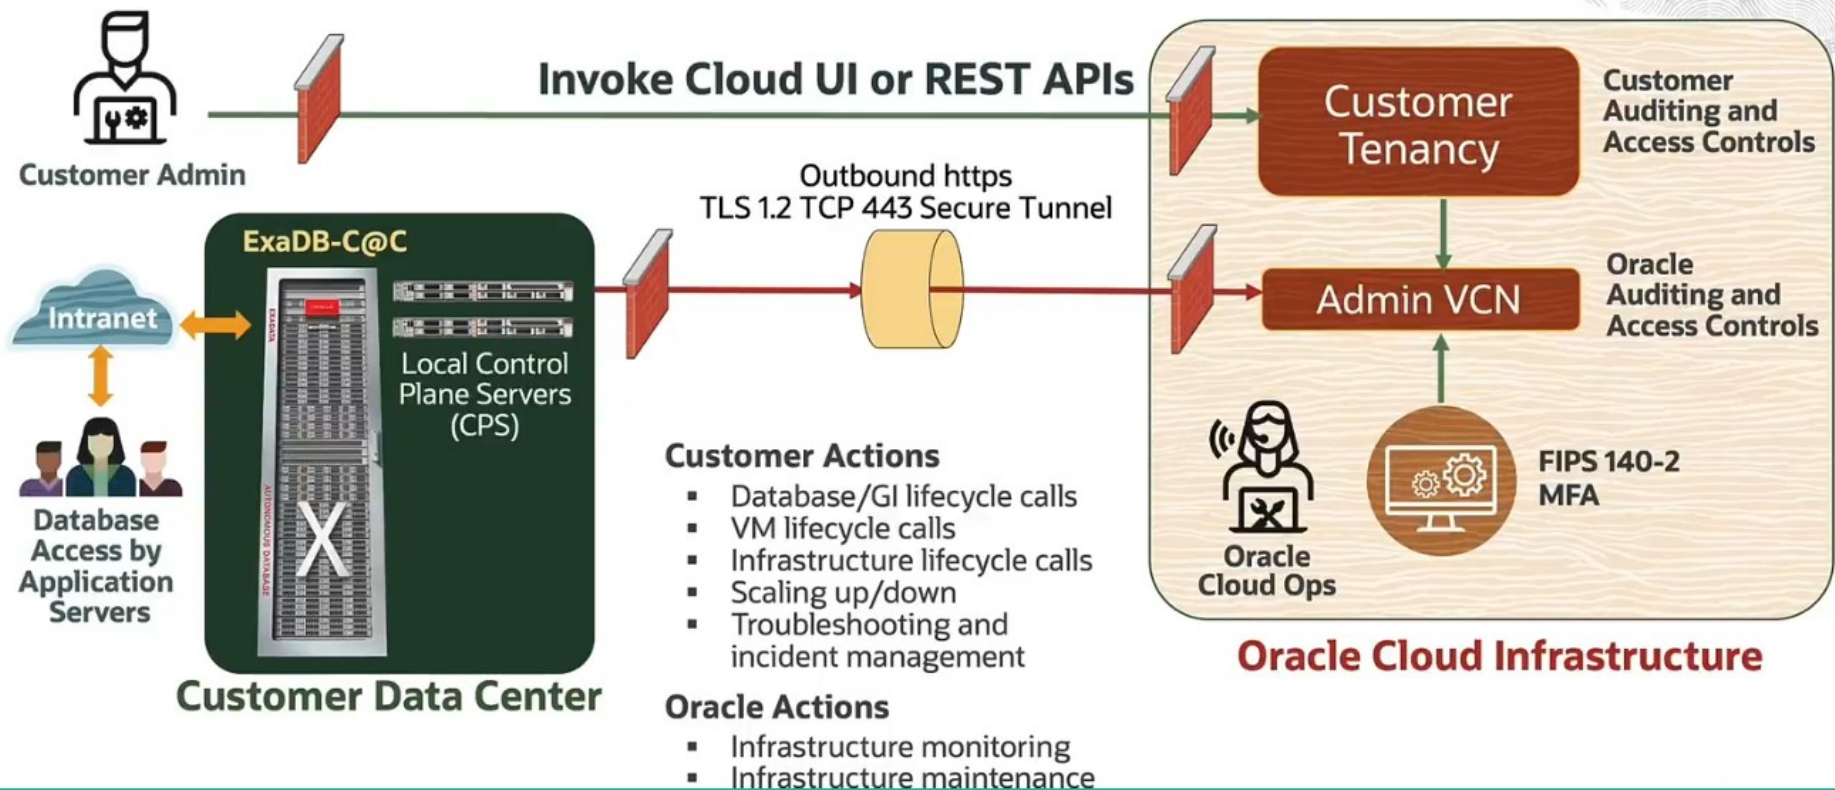 Invoke Cloud UI or REST APIs
Customer Admin
Customer
Tenancy
Customer
Auditing and
Access Controls
Outbound https
TLS 1.2 TCP 443 Secure Tunnel
ExaDB-C@C
Intranet
EXADATA
AUTONOMOUS DATABASE
X
Local Control
Plane Servers
(CPS)
Admin VCN
Oracle
Auditing and
Access Controls
Database
Access by
Application
Servers
Customer Data Center
Customer Actions
▪ Database/GI lifecycle calls
▪ VM lifecycle calls
▪ Infrastructure lifecycle calls
▪ Scaling up/down
▪ Troubleshooting and
incident management
Oracle Actions
▪ Infrastructure monitoring
▪ Infrastructure maintenance
Oracle
Cloud Ops
FIPS 140-2
MFA
Oracle Cloud Infrastructure